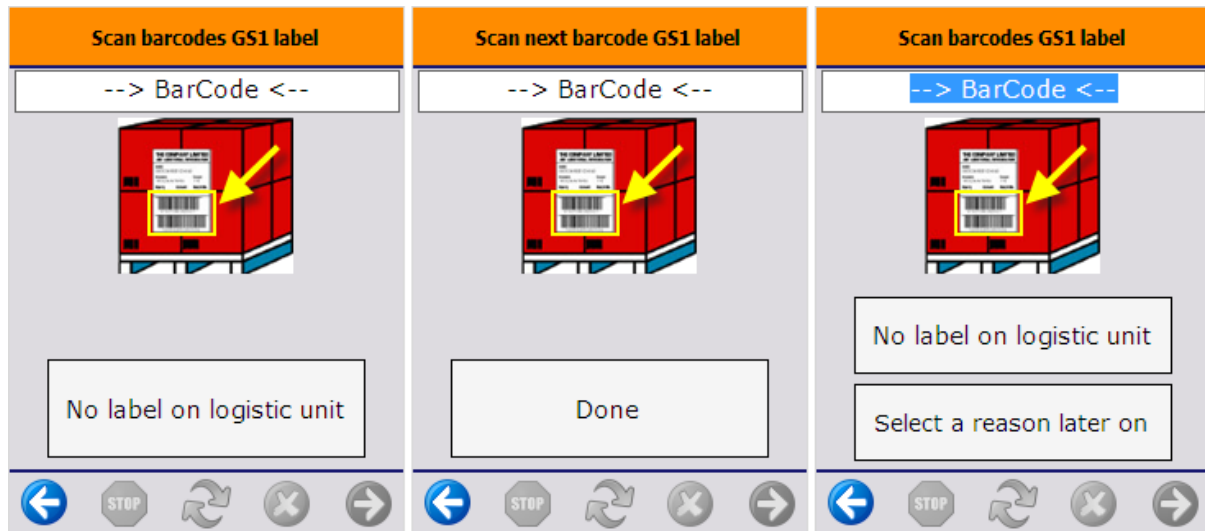 Scan barcodes GS1 label
--> BarCode <--
No label on logistic unit
STOP
Scan next barcode GS1 label
--> BarCode <--
Done
STOP
Scan barcodes GS1 label
--> BarCode <--
No label on logistic unit
Select a reason later on
STOP